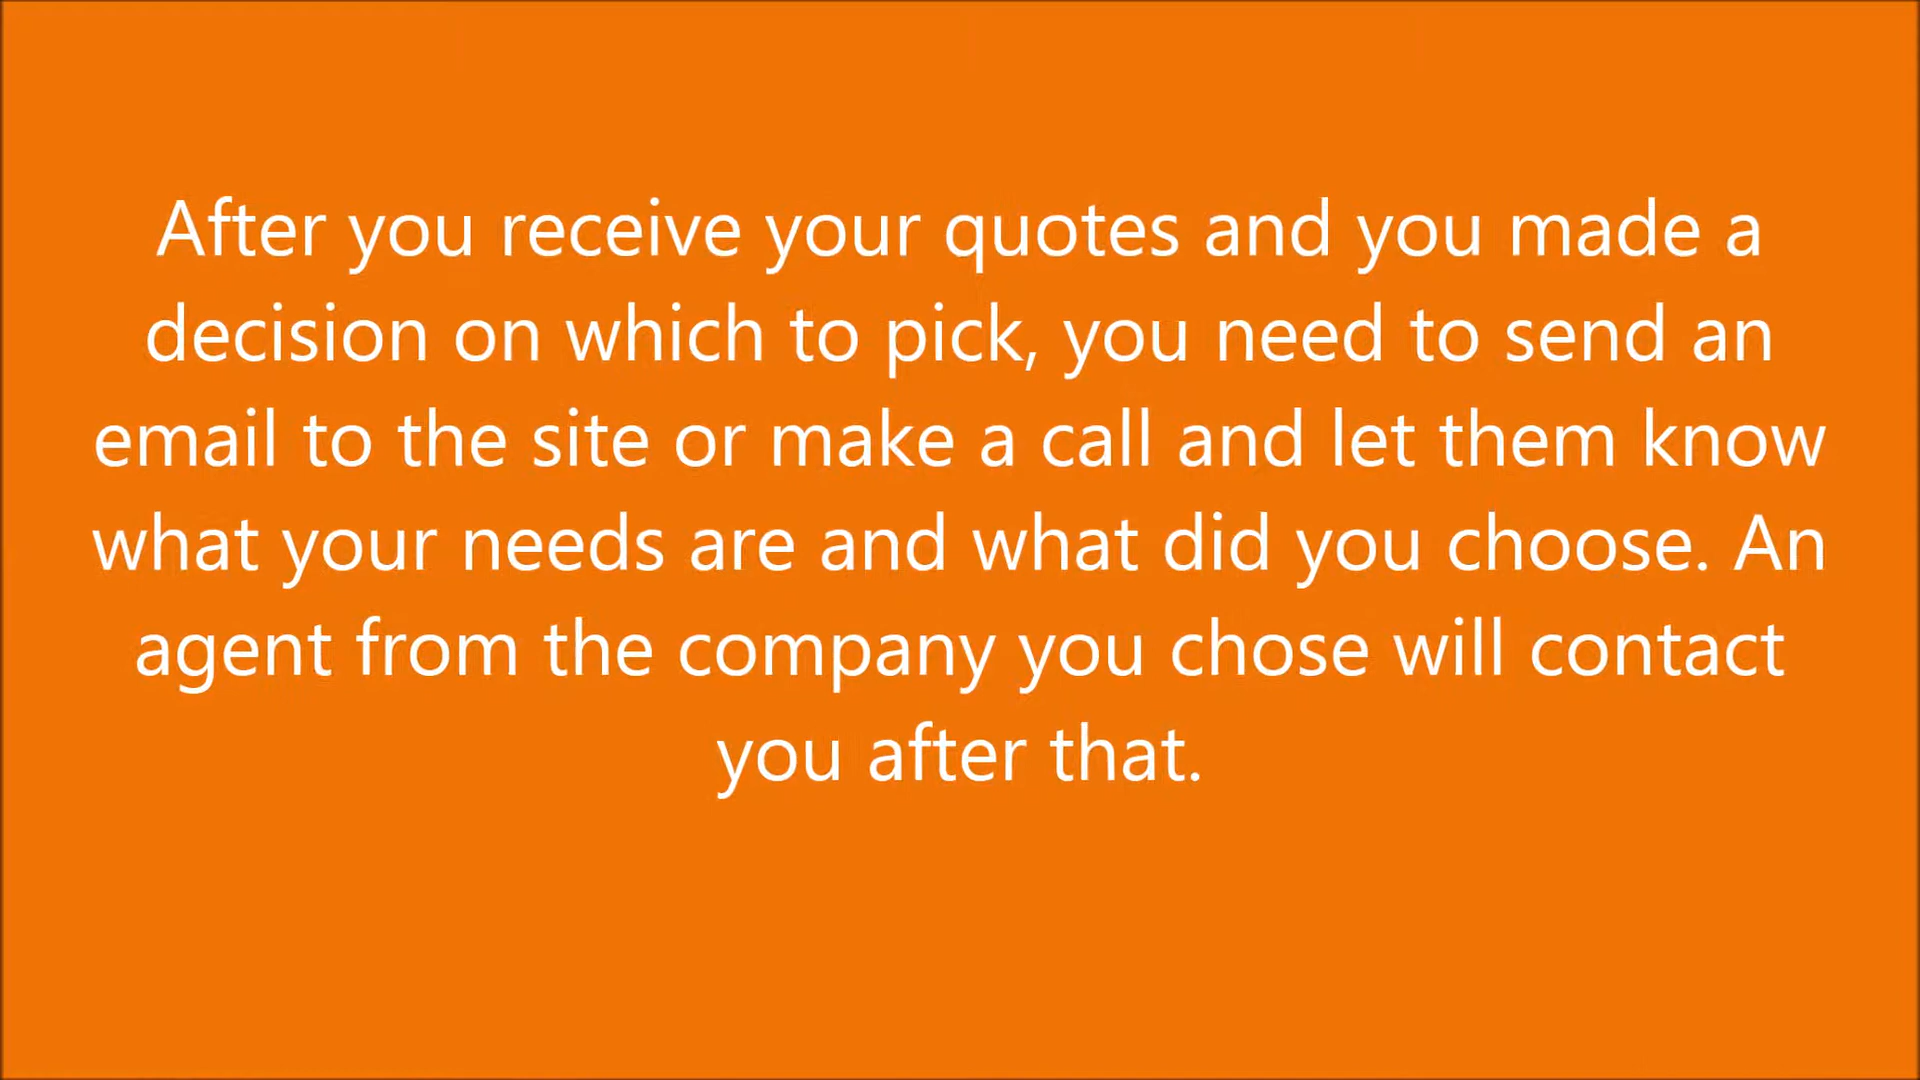 After you receive your quotes and you made a
decision on which to pick, you need to send an
email to the site or make a call and let them know
what your needs are and what did you choose. An
agent from the company you chose will contact
you after that.